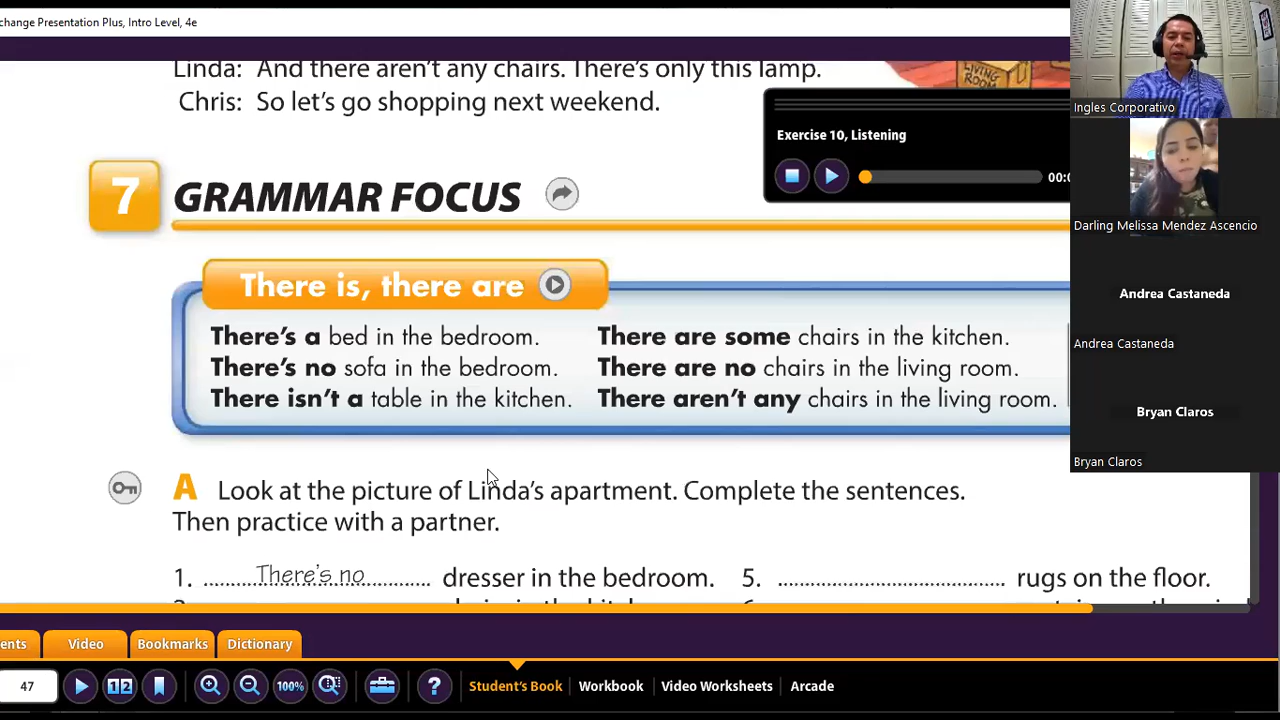 change Presentation Plus, Intro Level, 4e
Linda: And there aren't any chairs. There's only this lamp.
Chris: So let's go shopping next weekend.
LIVING
ROOM
Exercise 10, Listening
00:0
7 GRAMMAR FOCUS
There is, there are
There's a bed in the bedroom.
There's no sofa in the bedroom.
There isn't a table in the kitchen.
There are some chairs in the kitchen.
There are no chairs in the living room.
There aren't any chairs in the living room.
A Look at the picture of Linda's apartment. Complete the sentences.
Then practice with a partner.
1. There's no dresser in the bedroom.
5. rugs on the floor.
Ingles Corporativo
Darling Melissa Mendez Ascencio
Andrea Castaneda
Andrea Castaneda
Bryan Claros
Bryan Claros
ents Video Bookmarks Dictionary
47 12 100% ? Student's Book Workbook Video Worksheets Arcade